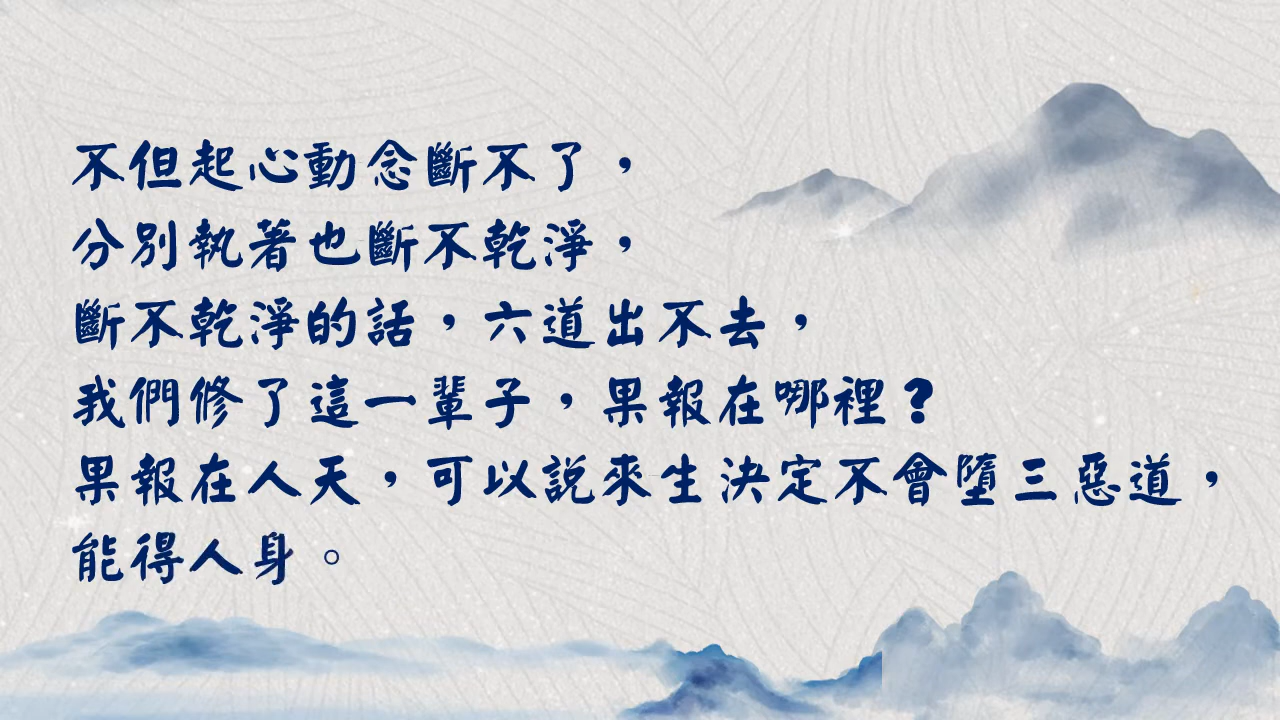 不但起心動念斷不了，
分別執著也斷不乾淨，
斷不乾淨的話，六道出不去，
我們修了這一輩子，果報在哪裡？
果報在人天，可以說來生決定不會墮三惡道，
能得人身。